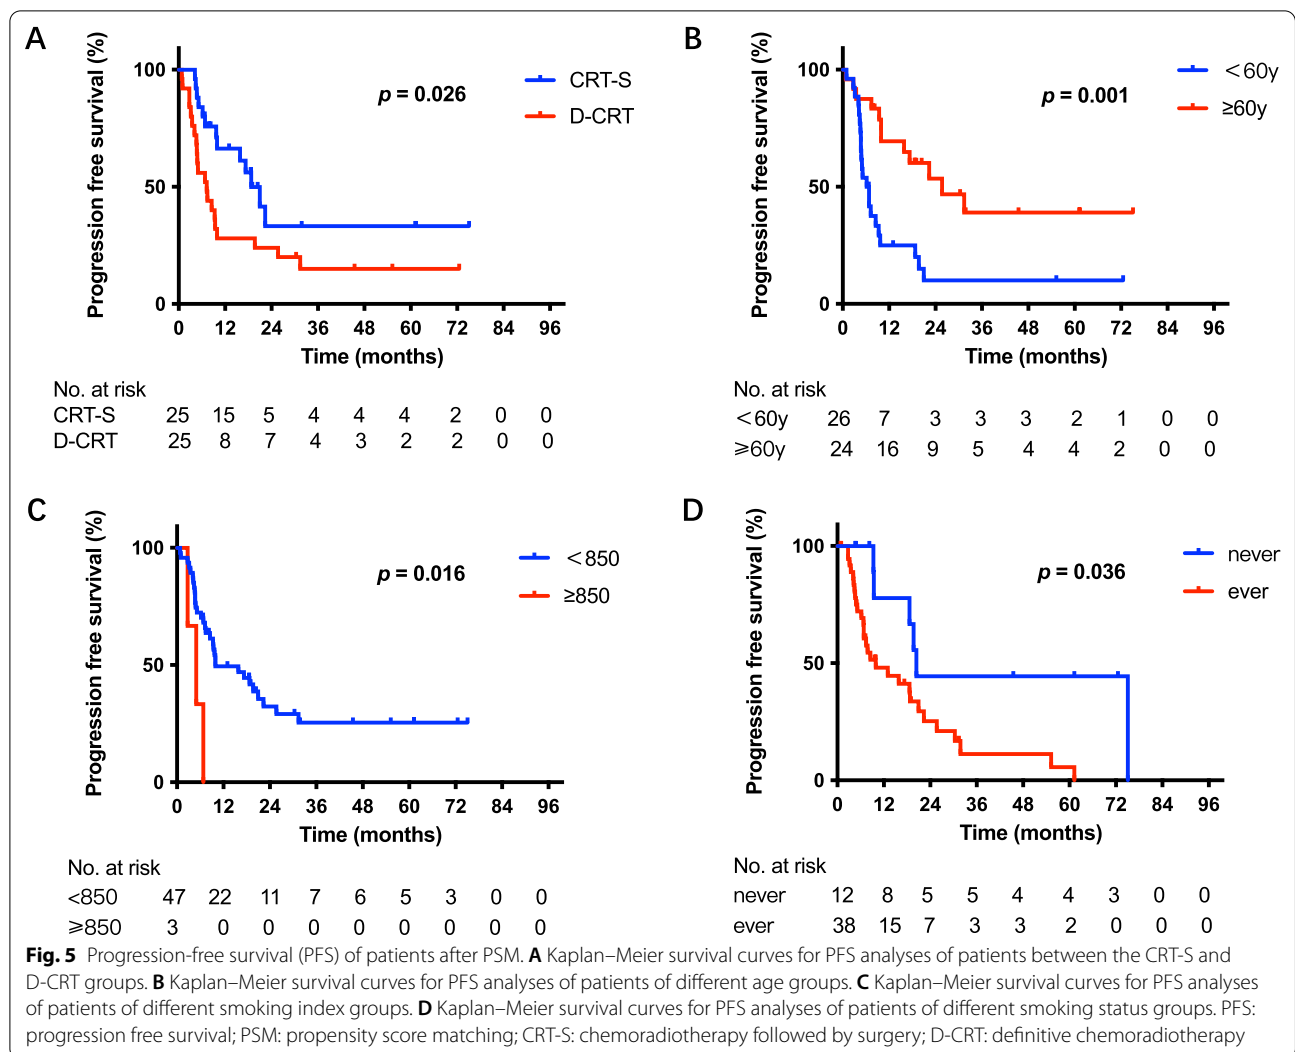 A
Progression free survival (%)
100
50
0
p = 0.026
CRT-S
D-CRT
0 12 24 36 48 60 72 84 96
Time (months)
No. at risk
CRT-S 25 15 5 4 4 4 2 0 0
D-CRT 25 8 7 4 3 2 2 0 0
B
Progression free survival (%)
100
50
0
p = 0.001
<60y
≥60y
0 12 24 36 48 60 72 84 96
Time (months)
No. at risk
<60y 26 7 3 3 3 2 1 0 0
⩾60y 24 16 9 5 4 4 2 0 0
C
Progression free survival (%)
100
50
0
p = 0.016
<850
≥850
0 12 24 36 48 60 72 84 96
Time (months)
No. at risk
<850 47 22 11 7 6 5 3 0 0
⩾850 3 0 0 0 0 0 0 0 0
D
Progression free survival (%)
100
50
0
p = 0.036
never
ever
0 12 24 36 48 60 72 84 96
Time (months)
No. at risk
never 12 8 5 5 4 4 3 0 0
ever 38 15 7 3 3 2 0 0 0
Fig. 5 Progression-free survival (PFS) of patients after PSM. A Kaplan–Meier survival curves for PFS analyses of patients between the CRT-S and
D-CRT groups. B Kaplan–Meier survival curves for PFS analyses of patients of different age groups. C Kaplan–Meier survival curves for PFS analyses
of patients of different smoking index groups. D Kaplan–Meier survival curves for PFS analyses of patients of different smoking status groups. PFS:
progression free survival; PSM: propensity score matching; CRT-S: chemoradiotherapy followed by surgery; D-CRT: definitive chemoradiotherapy